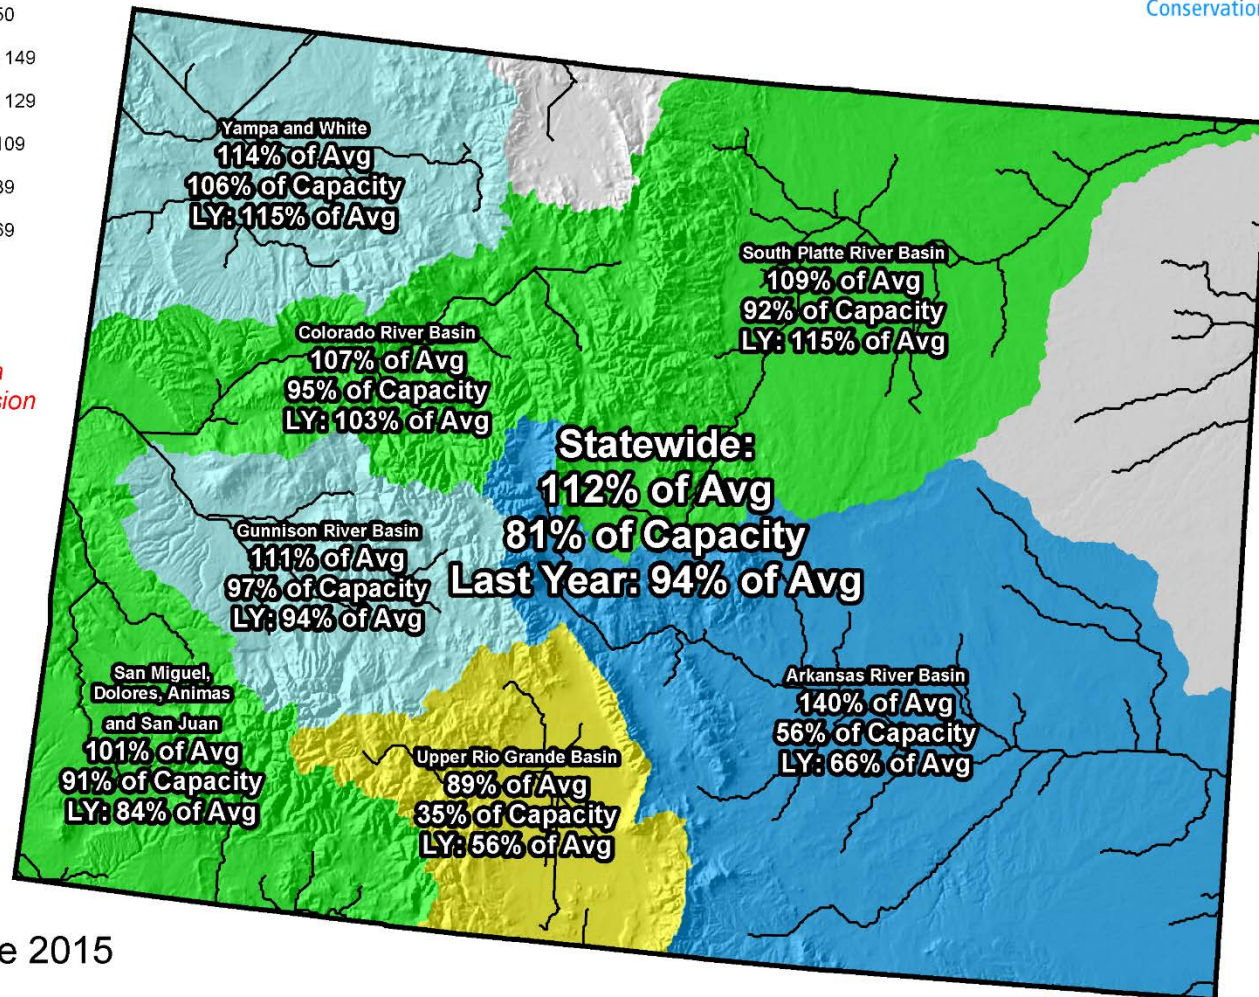 50
149
129
109
39
69
Conservation
Yampa and White
114% of Avg
106% of Capacity
LY: 115% of Avg
South Platte River Basin
109% of Avg
92% of Capacity
LY: 115% of Avg
Colorado River Basin
107% of Avg
95% of Capacity
LY: 103% of Avg
sion
Statewide:
112% of Avg
81% of Capacity
Last Year: 94% of Avg
Gunnison River Basin
111% of Avg
97% of Capacity
LY: 94% of Avg
San Miguel,
Dolores, Animas
and San Juan
101% of Avg
91% of Capacity
LY: 84% of Avg
Upper Rio Grande Basin
89% of Avg
35% of Capacity
LY: 56% of Avg
Arkansas River Basin
140% of Avg
56% of Capacity
LY: 66% of Avg
e 2015